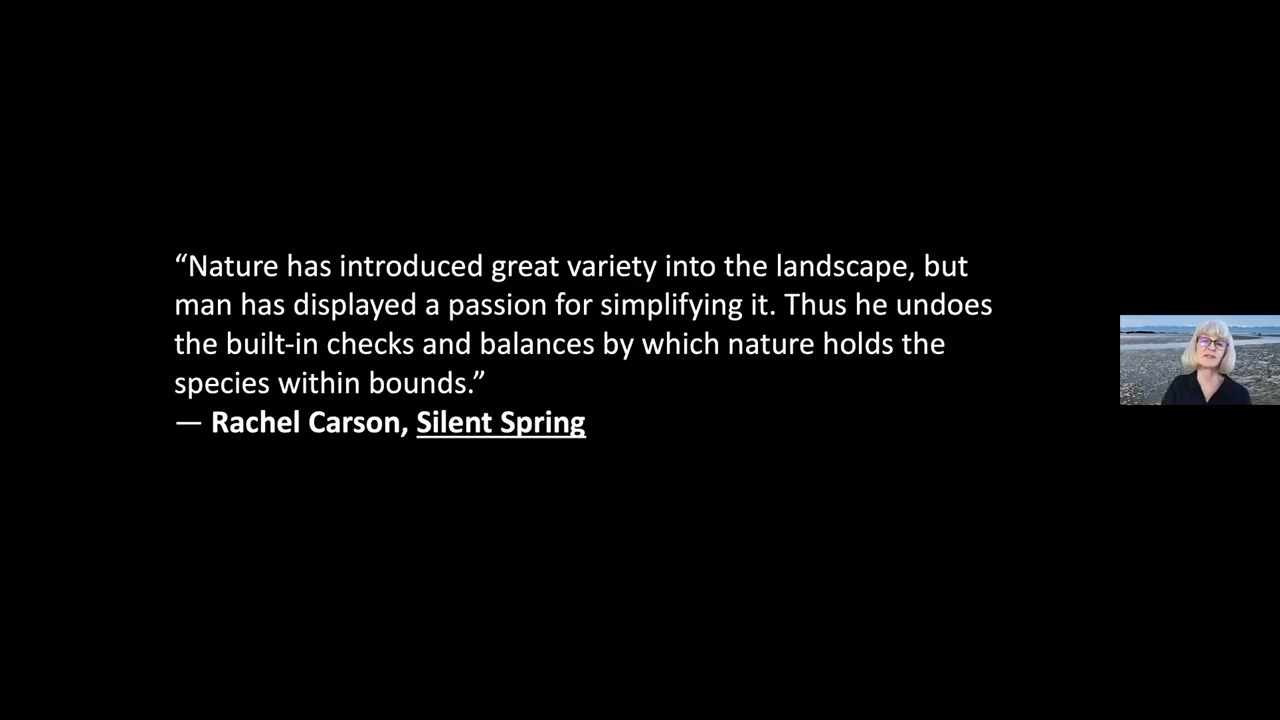 “Nature has introduced great variety into the landscape, but
man has displayed a passion for simplifying it. Thus he undoes
the built-in checks and balances by which nature holds the
species within bounds.”
— Rachel Carson, Silent Spring